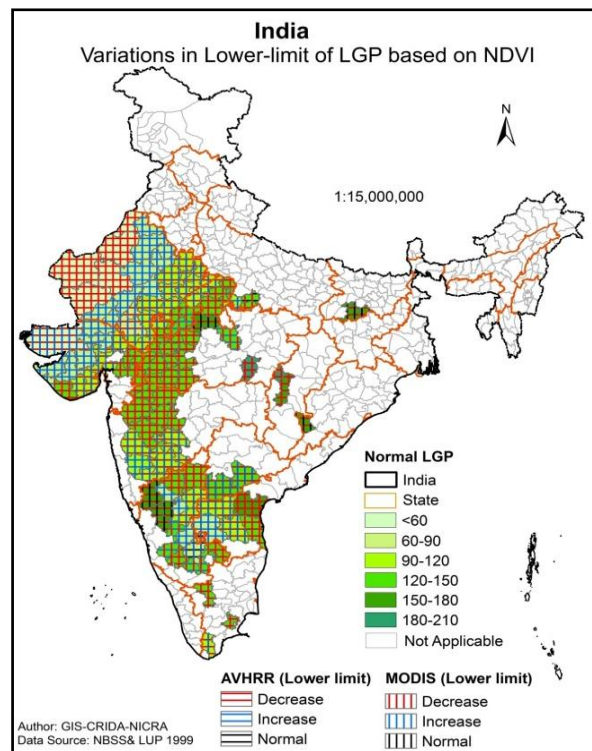 India
Variations in Lower-limit of LGP based on NDVI
N
1:15,000,000
Normal LGP
India
State
<60
60-90
90-120
120-150
150-180
180-210
Not Applicable
AVHRR (Lower limit)
Decrease
Increase
Normal
MODIS (Lower limit)
Decrease
Increase
Normal
Author: GIS-CRIDA-NICRA
Data Source: NBSS& LUP 1999